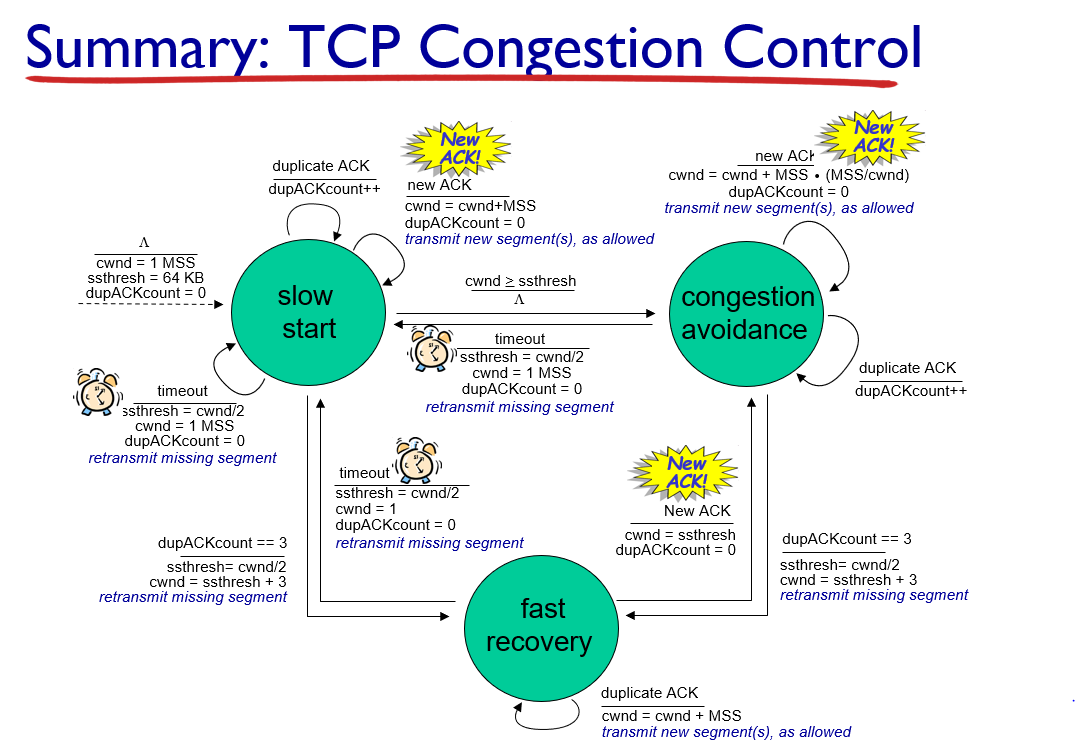 Summary: TCP Congestion Control
New
ACK!
duplicate ACK
dupACKcount++
new ACK
cwnd = cwnd+MSS
dupACKcount = 0
transmit new segment(s), as allowed
New
ACK!
new ACK
cwnd = cwnd + MSS • (MSS/cwnd)
dupACKcount = 0
transmit new segment(s), as allowed
Λ
cwnd = 1 MSS
ssthresh = 64 KB
dupACKcount = 0
slow
start
cwnd ≥ ssthresh
Λ
congestion
avoidance
timeout
ssthresh = cwnd/2
cwnd = 1 MSS
dupACKcount = 0
retransmit missing segment
duplicate ACK
dupACKcount++
timeout
ssthresh = cwnd/2
cwnd = 1 MSS
dupACKcount = 0
retransmit missing segment
timeout
ssthresh = cwnd/2
cwnd = 1
dupACKcount = 0
retransmit missing segment
New
ACK!
New ACK
cwnd = ssthresh
dupACKcount = 0
dupACKcount == 3
ssthresh= cwnd/2
cwnd = ssthresh + 3
retransmit missing segment
dupACKcount == 3
ssthresh= cwnd/2
cwnd = ssthresh + 3
retransmit missing segment
fast
recovery
duplicate ACK
cwnd = cwnd + MSS
transmit new segment(s), as allowed